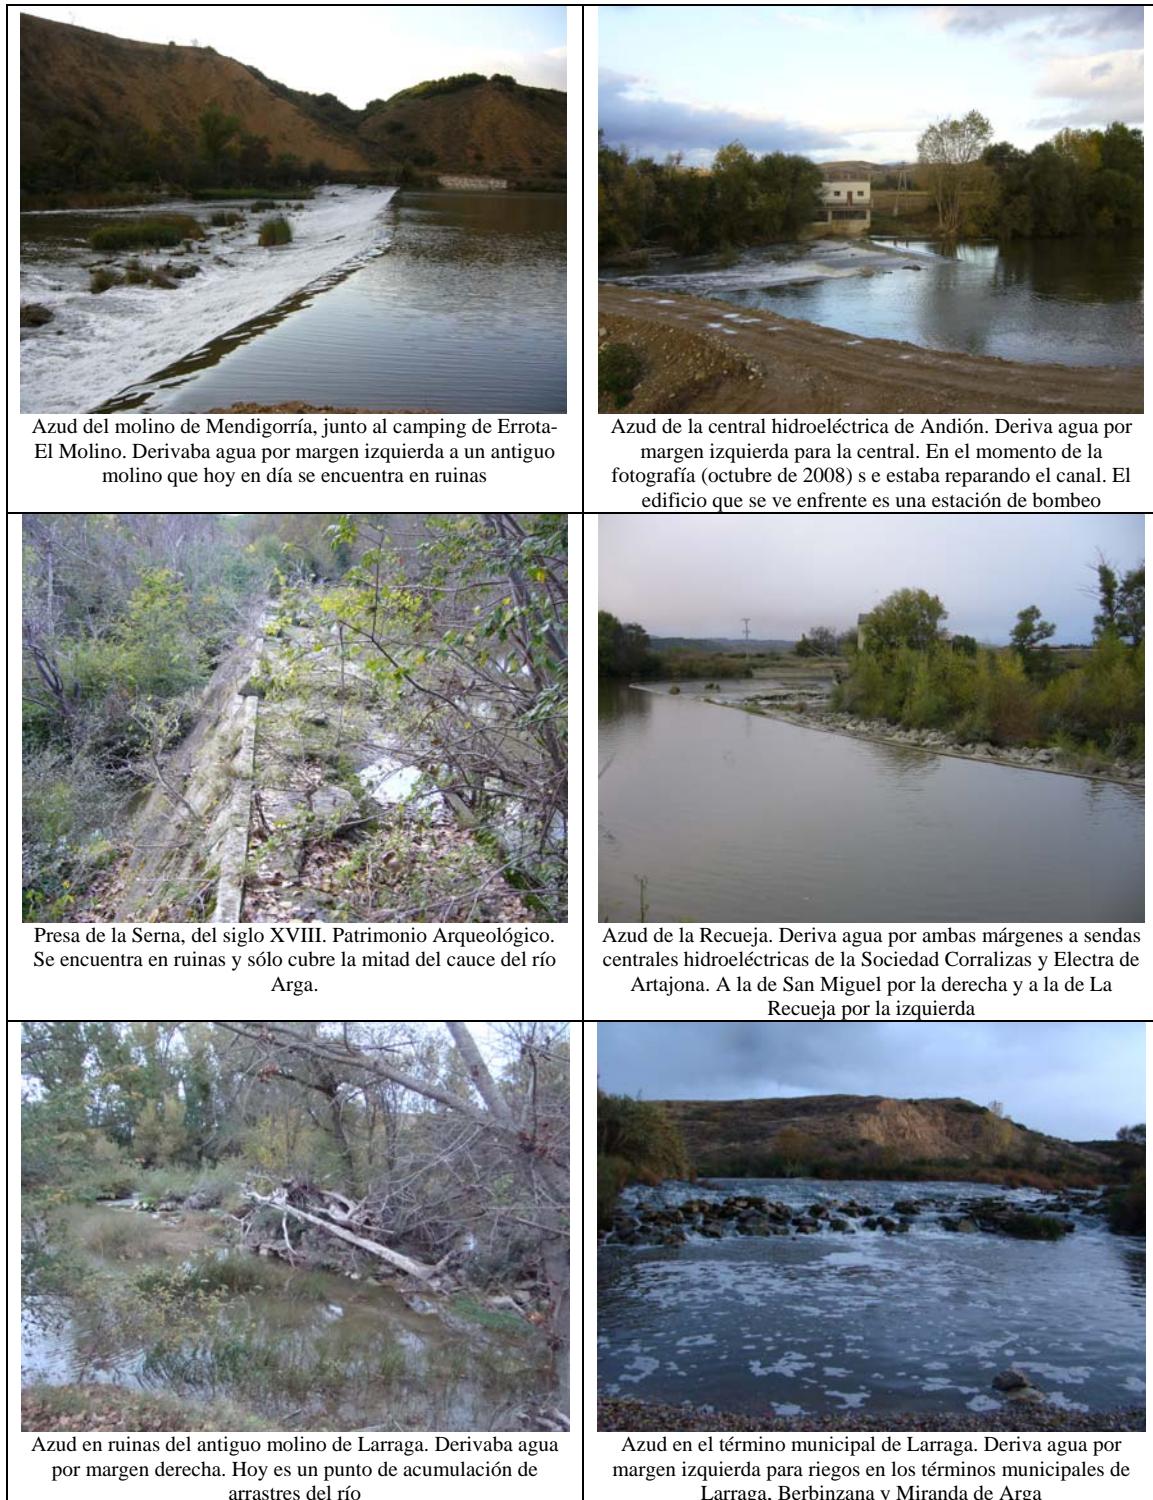 Azud del molino de Mendigorría, junto al camping de Errota-
El Molino. Derivaba agua por margen izquierda a un antiguo
molino que hoy en día se encuentra en ruinas
Azud de la central hidroeléctrica de Andión. Deriva agua por
margen izquierda para la central. En el momento de la
fotografía (octubre de 2008) s e estaba reparando el canal. El
edificio que se ve enfrente es una estación de bombeo
Presa de la Serna, del siglo XVIII. Patrimonio Arqueológico.
Se encuentra en ruinas y sólo cubre la mitad del cauce del río
Arga.
Azud de la Recueja. Deriva agua por ambas márgenes a sendas
centrales hidroeléctricas de la Sociedad Corralizas y Electra de
Artajona. A la de San Miguel por la derecha y a la de La
Recueja por la izquierda
Azud en ruinas del antiguo molino de Larraga. Derivaba agua
por margen derecha. Hoy es un punto de acumulación de
arrastres del río
Azud en el término municipal de Larraga. Deriva agua por
margen izquierda para riegos en los términos municipales de
Larraga, Berbinzana y Miranda de Arga